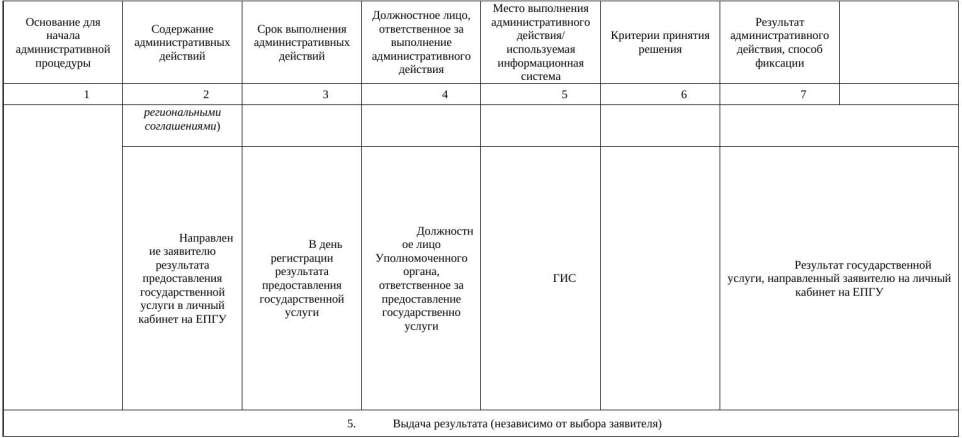 Основание для
начала
административной
процедуры
Содержание
административных
действий
Срок выполнения
административных
действий
Должностное лицо,
ответственное за
выполнение
административного
действия
Место выполнения
административного
действия/
используемая
информационная
система
Критерии принятия
решения
Результат
административного
действия, способ
фиксации
1
2
3
4
5
6
7
региональными
соглашениями)
Направлен
ие заявителю
результата
предоставления
государственной
услуги в личный
кабинет на ЕПГУ
В день
регистрации
результата
предоставления
государственной
услуги
Должностн
ое лицо
Уполномоченного
органа,
ответственное за
предоставление
государственно
услуги
ГИС
Результат государственной
услуги, направленный заявителю на личный
кабинет на ЕПГУ
5. Выдача результата (независимо от выбора заявителя)